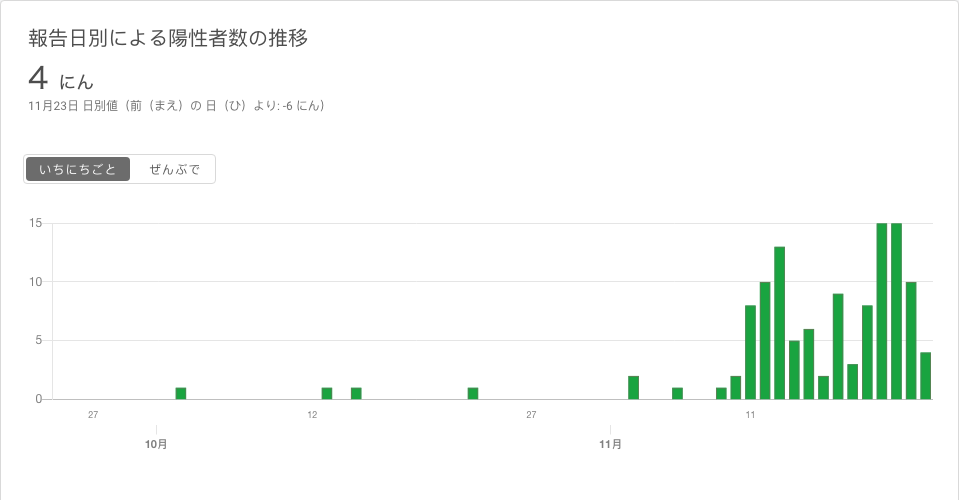 報告日別による陽性者数の推移
4 にん
11月23日 日別値（前（まえ）の 日（ひ）より: -6 にん）
いちにちごと ぜんぶで
15
10
5
0
27 12 27 11
10月 11月